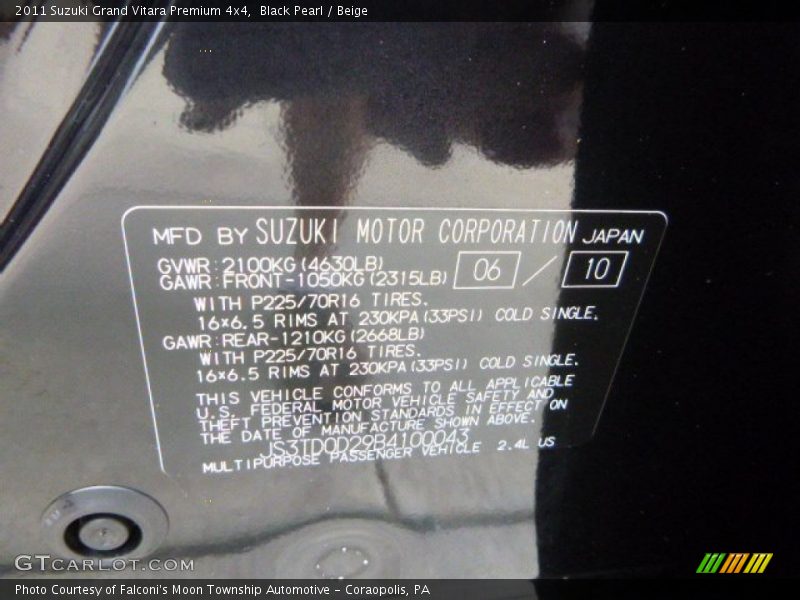 2011 Suzuki Grand Vitara Premium 4x4,  Black Pearl / Beige
MFD BY SUZUKI MOTOR CORPORATION JAPAN
GVWR:2100KG(4630LB)
GAWR:FRONT-1050KG(2315LB) 06 / 10
WITH P225/70R16 TIRES.
16×6.5 RIMS AT 230KPA(33PSI) COLD SINGLE.
GAWR:REAR-1210KG(2668LB)
WITH P225/70R16 TIRES.
16×6.5 RIMS AT 230KPA(33PSI) COLD SINGLE.
THIS VEHICLE CONFORMS TO ALL APPLICABLE
U.S. FEDERAL MOTOR VEHICLE SAFETY AND
THEFT PREVENTION STANDARDS IN EFFECT ON
THE DATE OF MANUFACTURE SHOWN ABOVE.
JS3TD0D29B4100043
MULTIPURPOSE PASSENGER VEHICLE 2.4L US
GTCARLOT.COM
Photo Courtesy of Falconi's Moon Township Automotive - Coraopolis, PA